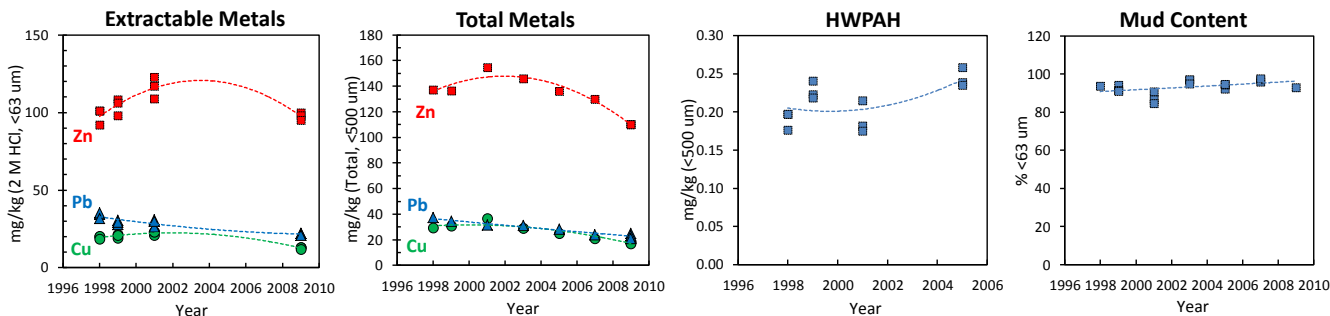 Extractable Metals
mg/kg (2 M HCl, <63 um)
150
100
50
0
Zn
Pb
Cu
1996 1998 2000 2002 2004 2006 2008 2010
Year
Total Metals
mg/kg (Total, <500 um)
180
160
140
120
100
80
60
40
20
0
Zn
Pb
Cu
1996 1998 2000 2002 2004 2006 2008 2010
Year
HWPAH
mg/kg (<500 um)
0.30
0.25
0.20
0.15
0.10
0.05
0.00
1996 1998 2000 2002 2004 2006
Year
Mud Content
% <63 um
120
100
80
60
40
20
0
1996 1998 2000 2002 2004 2006 2008 2010
Year